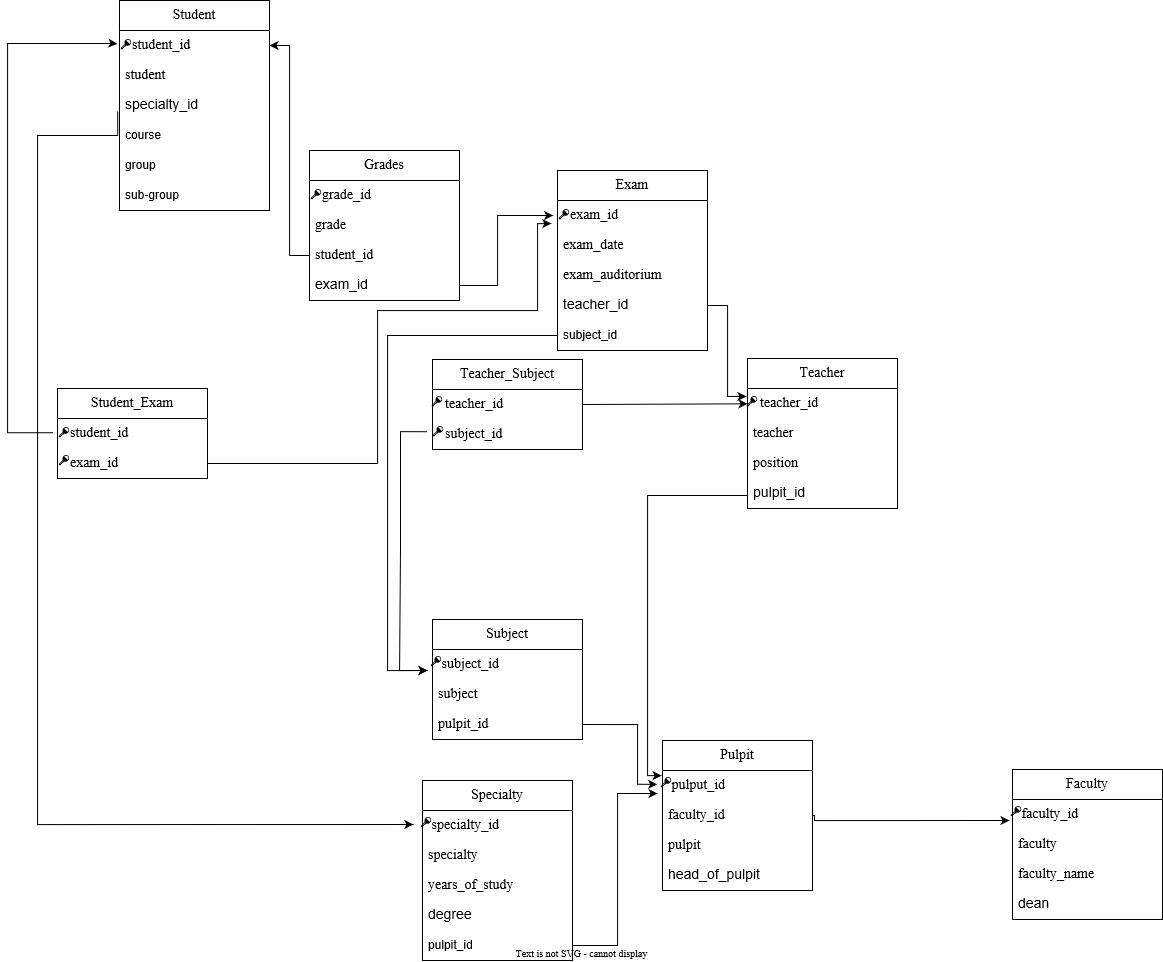 Student
student_id
student
specialty_id
course
group
sub-group
Grades
grade_id
grade
student_id
exam_id
Exam
exam_id
exam_date
exam_auditorium
teacher_id
subject_id
Student_Exam
student_id
exam_id
Teacher_Subject
teacher_id
subject_id
Teacher
teacher_id
teacher
position
pulpit_id
Subject
subject_id
subject
pulpit_id
Specialty
specialty_id
specialty
years_of_study
degree
pulpit_id
Pulpit
pulput_id
faculty_id
pulpit
head_of_pulpit
Faculty
faculty_id
faculty
faculty_name
dean
Text is not SVG - cannot display